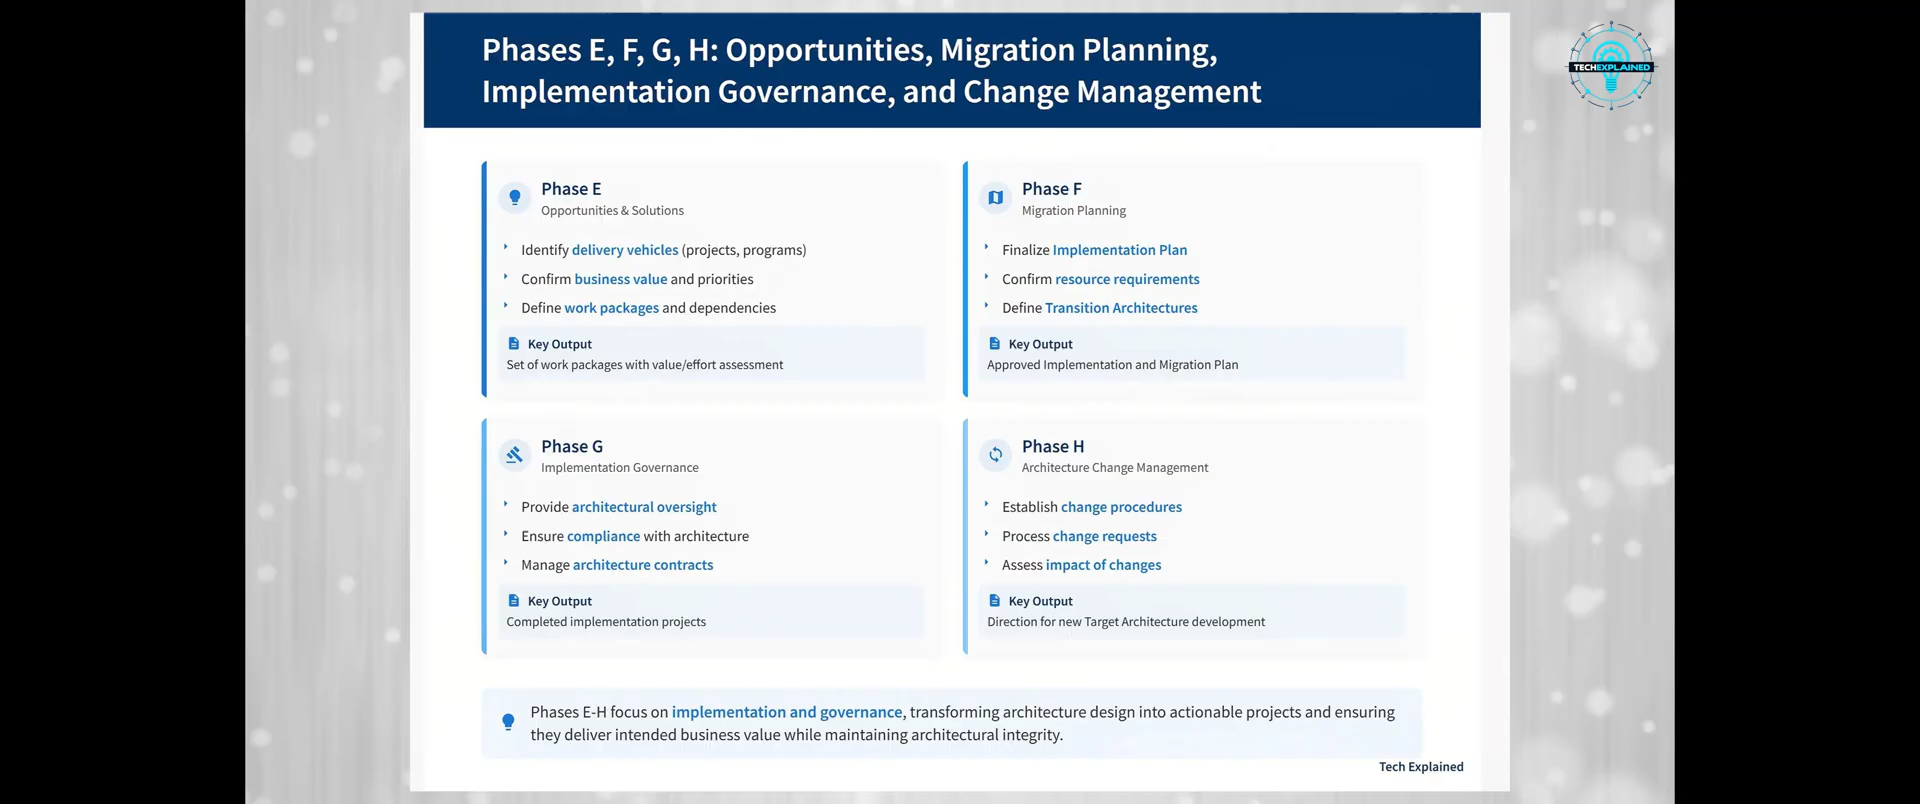 Phases E, F, G, H: Opportunities, Migration Planning,
Implementation Governance, and Change Management
TECHEXPLAINED
Phase E
Opportunities & Solutions
Identify delivery vehicles (projects, programs)
Confirm business value and priorities
Define work packages and dependencies
Key Output
Set of work packages with value/effort assessment
Phase F
Migration Planning
Finalize Implementation Plan
Confirm resource requirements
Define Transition Architectures
Key Output
Approved Implementation and Migration Plan
Phase G
Implementation Governance
Provide architectural oversight
Ensure compliance with architecture
Manage architecture contracts
Key Output
Completed implementation projects
Phase H
Architecture Change Management
Establish change procedures
Process change requests
Assess impact of changes
Key Output
Direction for new Target Architecture development
Phases E-H focus on implementation and governance, transforming architecture design into actionable projects and ensuring
they deliver intended business value while maintaining architectural integrity.
Tech Explained